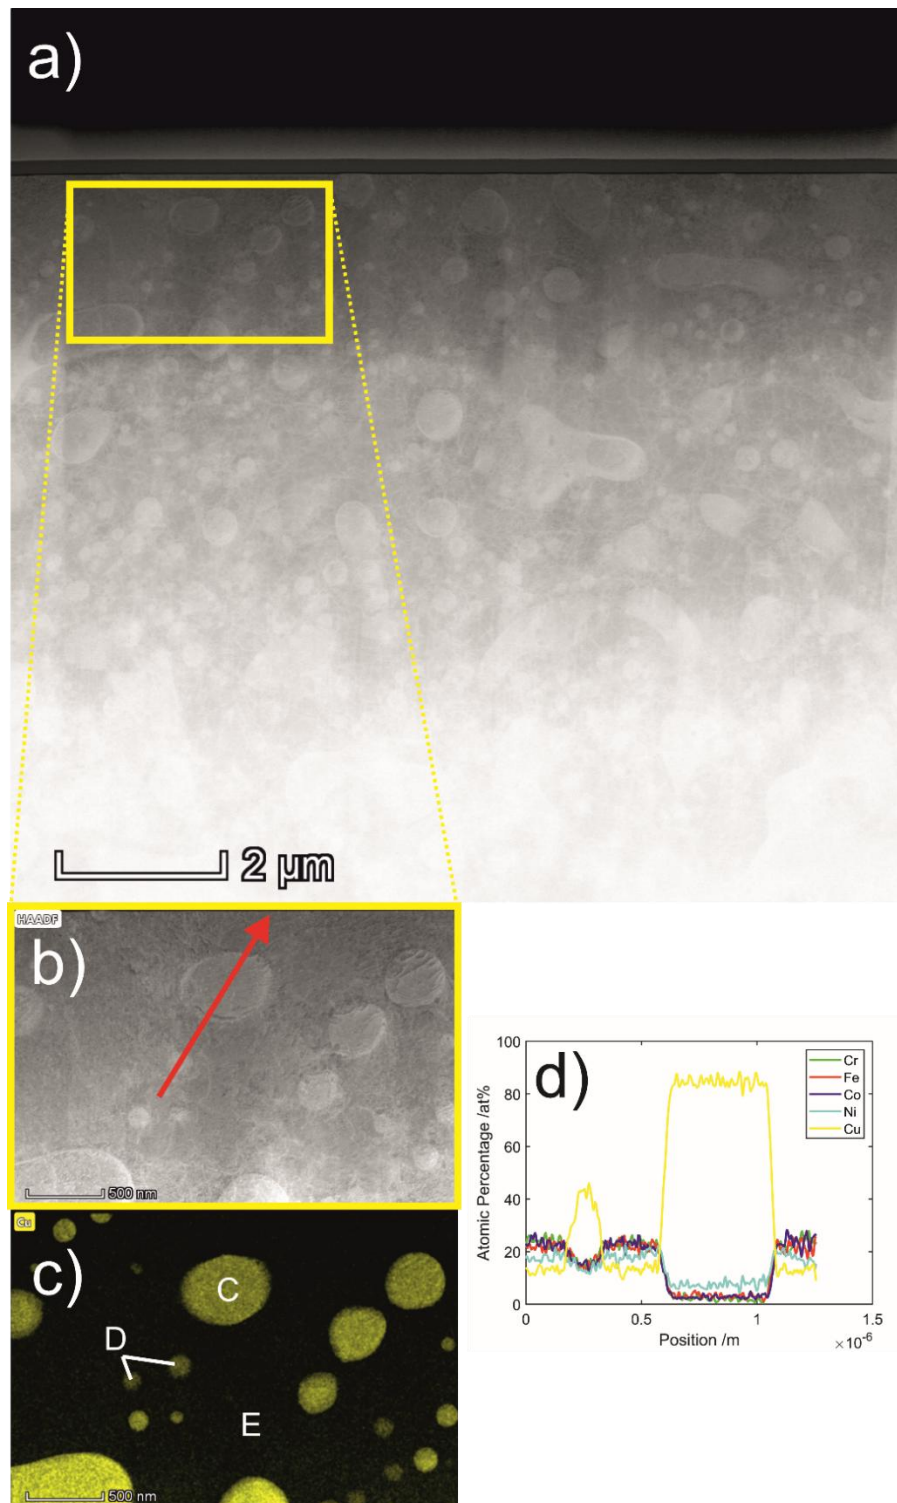 a)
2 µm
HAADF
b)
500 nm
Cu
c)
C
D
E
500 nm
d)
Cr
Fe
Co
Ni
Cu
Atomic Percentage /at%
100
80
60
40
20
0
0
0.5
1
1.5
Position /m
×10⁻⁶